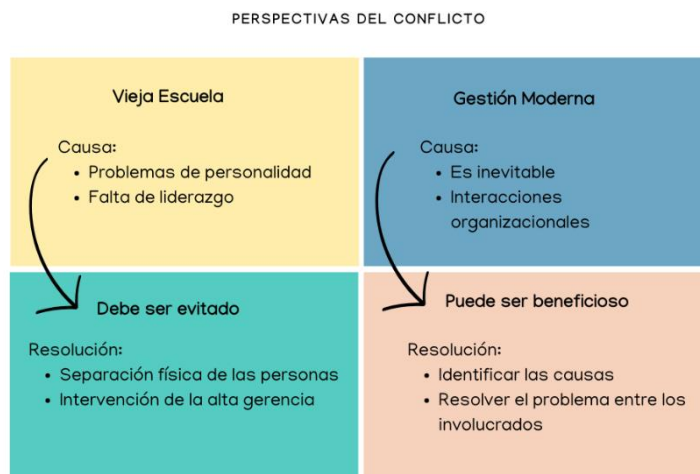 PERSPECTIVAS DEL CONFLICTO
Vieja Escuela
Causa:
• Problemas de personalidad
• Falta de liderazgo
Gestión Moderna
Causa:
• Es inevitable
• Interacciones
organizacionales
Debe ser evitado
Resolución:
• Separación física de las personas
• Intervención de la alta gerencia
Puede ser beneficioso
Resolución:
• Identificar las causas
• Resolver el problema entre los
involucrados